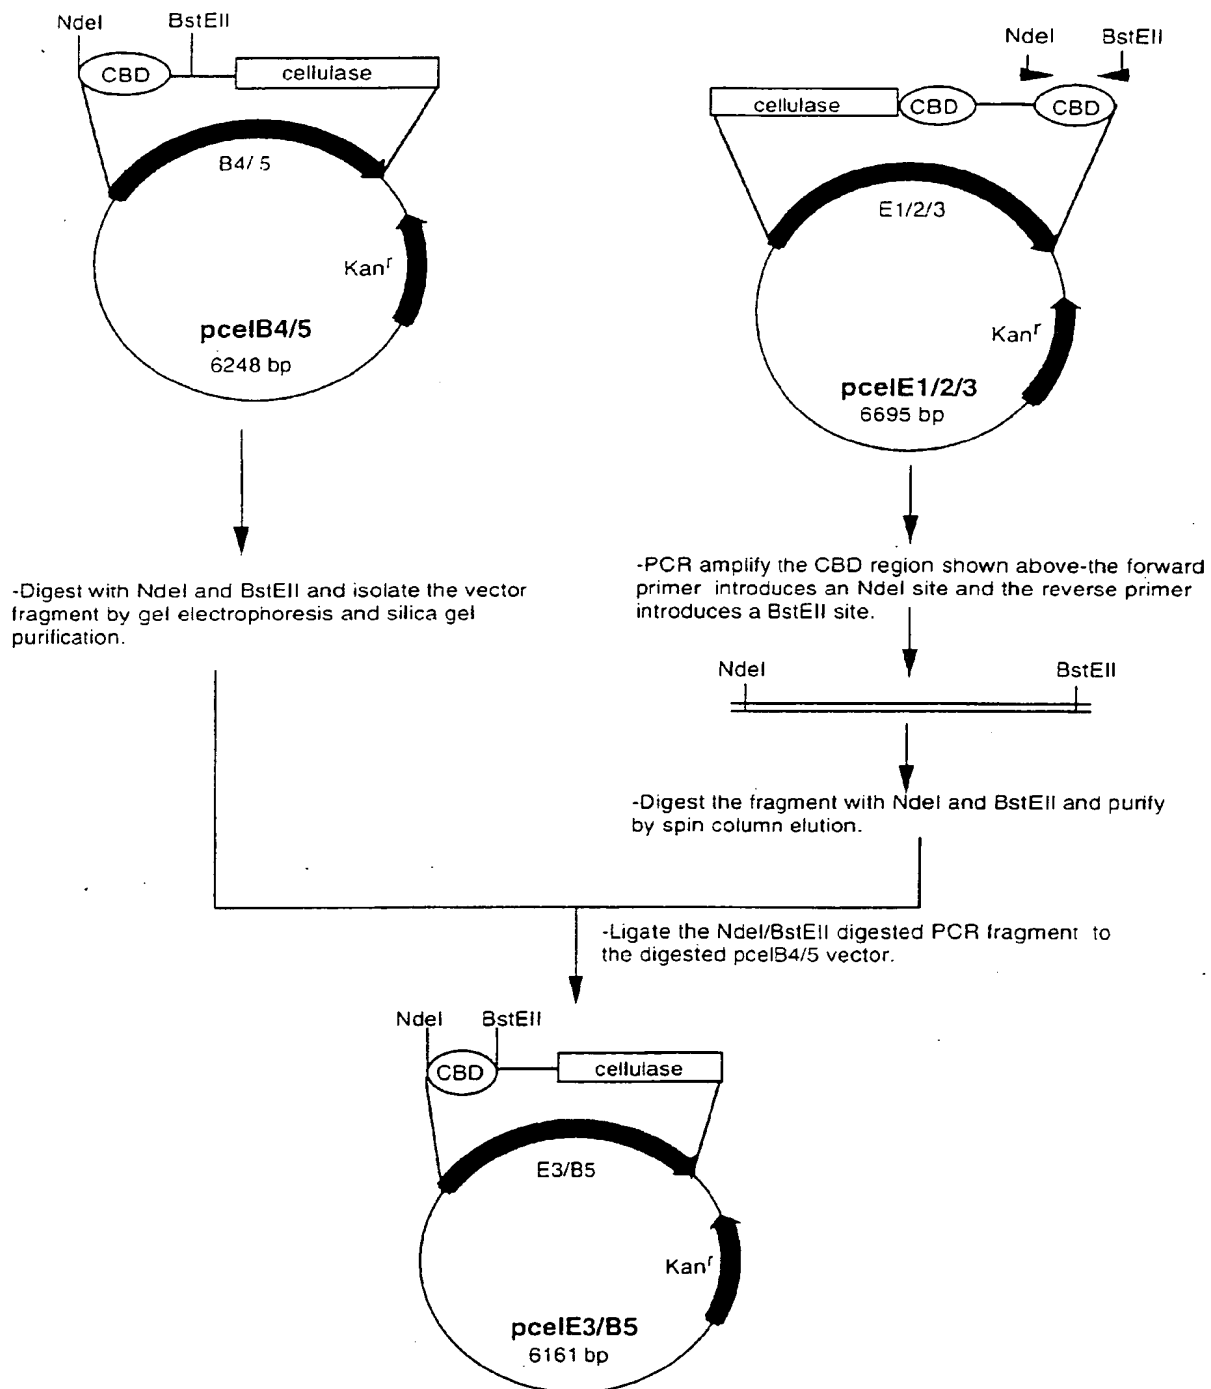 NdeI
BstEII
CBD
cellulase
B4/5
Kanr
pcelB4/5
6248 bp
-Digest with NdeI and BstEII and isolate the vector
fragment by gel electrophoresis and silica gel
purification.
NdeI
BstEII
cellulase
CBD
CBD
E1/2/3
Kanr
pcelE1/2/3
6695 bp
-PCR amplify the CBD region shown above-the forward
primer introduces an NdeI site and the reverse primer
introduces a BstEII site.
NdeI
BstEII
-Digest the fragment with NdeI and BstEII and purify
by spin column elution.
-Ligate the NdeI/BstEII digested PCR fragment to
the digested pcelB4/5 vector.
NdeI
BstEII
CBD
cellulase
E3/B5
Kanr
pcelE3/B5
6161 bp